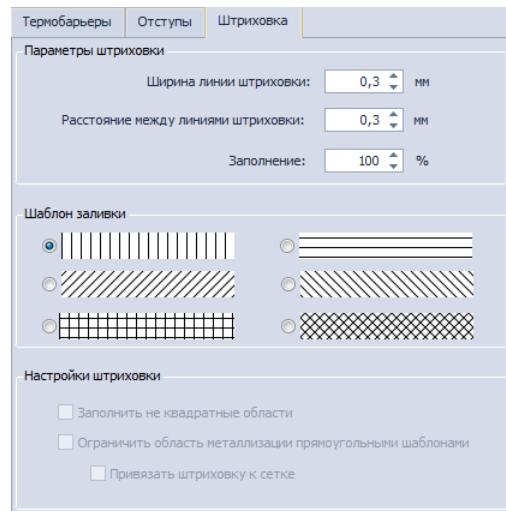 Термобарьеры Отступы Штриховка
Параметры штриховки
Ширина линии штриховки: 0,3 мм
Расстояние между линиями штриховки: 0,3 мм
Заполнение: 100 %
Шаблон заливки
Настройки штриховки
Заполнить не квадратные области
Ограничить область металлизации прямоугольными шаблонами
Привязать штриховку к сетке